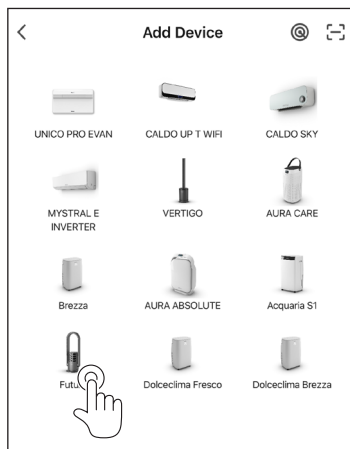 Add Device
UNICO PRO EVAN CALDO UP T WIFI CALDO SKY
MYSTRAL E
INVERTER
VERTIGO AURA CARE
Brezza AURA ABSOLUTE Acquaria S1
Dolceclima Fresco Dolceclima Brezza